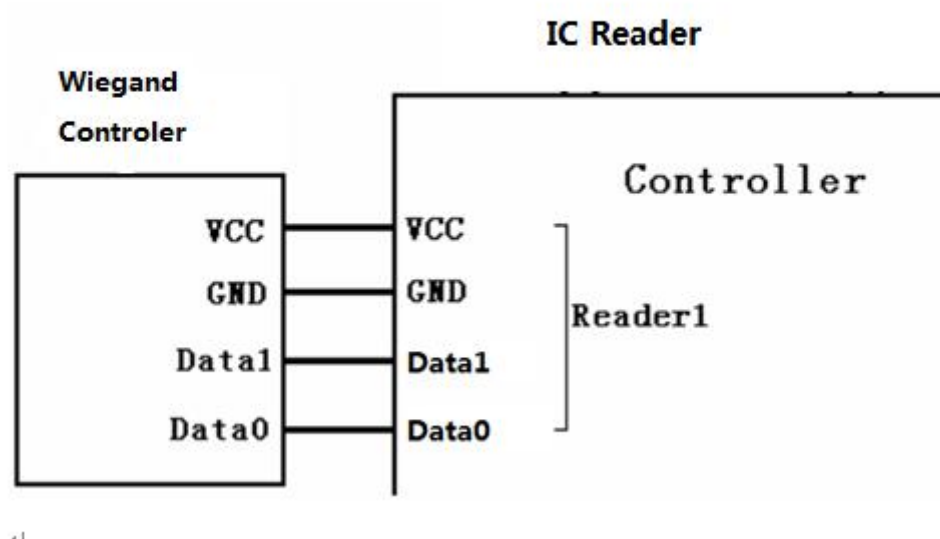 IC Reader
Wiegand
Controler
Controller
VCC
VCC
GND
GND
Reader1
Data1
Data1
Data0
Data0